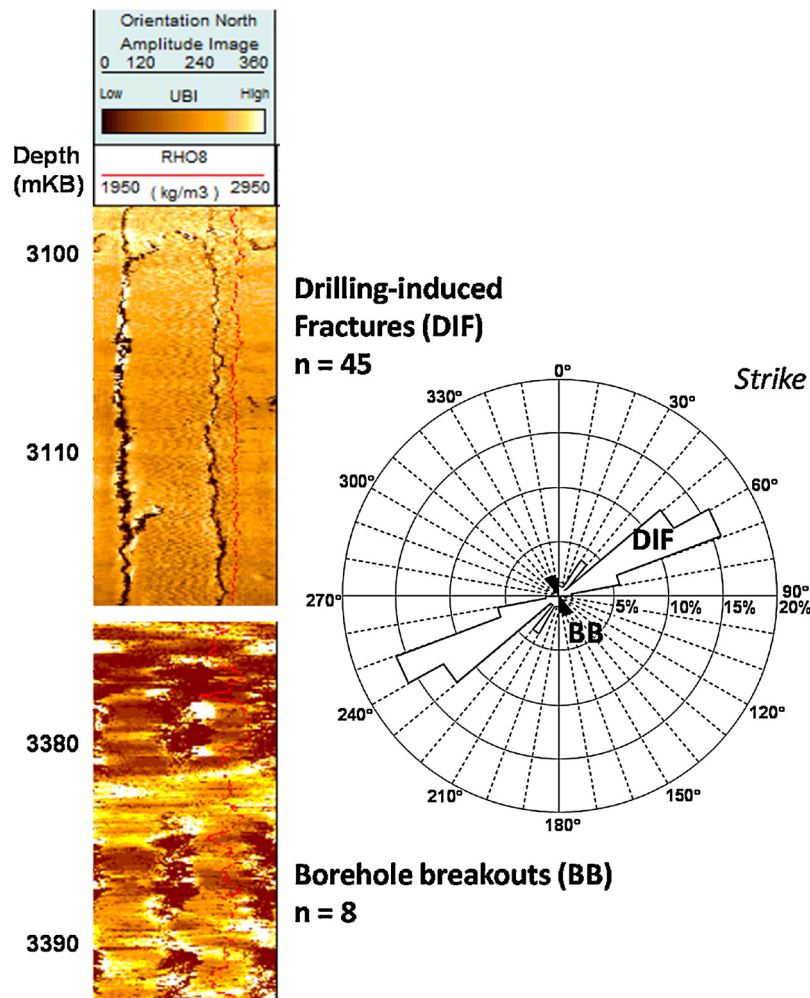 Orientation North
Amplitude Image
0 120 240 360
Low UBI High
Depth
(mKB)
RHO8
1950 (kg/m3) 2950
3100
3110
3380
3390
Drilling-induced
Fractures (DIF)
n = 45
Strike
0°
30°
60°
90°
120°
150°
180°
210°
240°
270°
300°
330°
5% 10% 15% 20%
DIF
BB
Borehole breakouts (BB)
n = 8